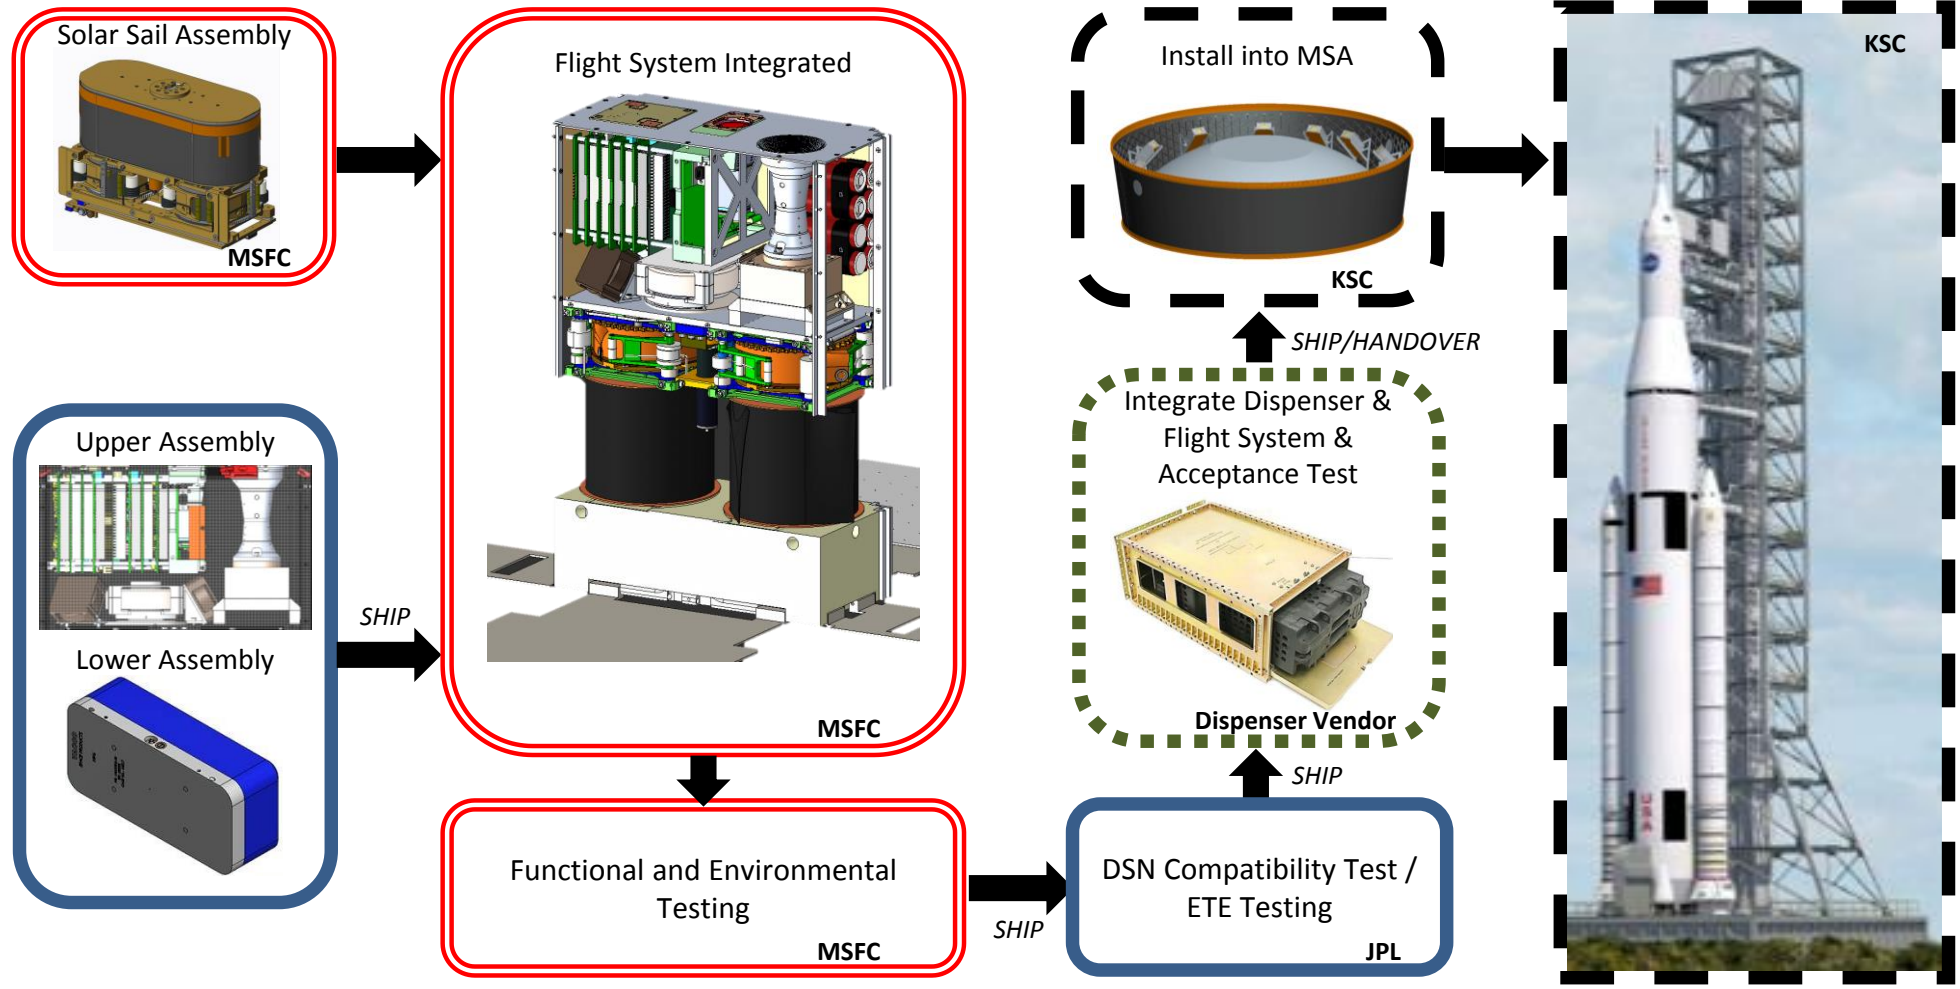 Solar Sail Assembly
MSFC
Upper Assembly
Lower Assembly
SHIP
Flight System Integrated
MSFC
Functional and Environmental
Testing
MSFC
SHIP
DSN Compatibility Test /
ETE Testing
JPL
SHIP
Integrate Dispenser &
Flight System &
Acceptance Test
Dispenser Vendor
SHIP/HANDOVER
Install into MSA
KSC
KSC
USA